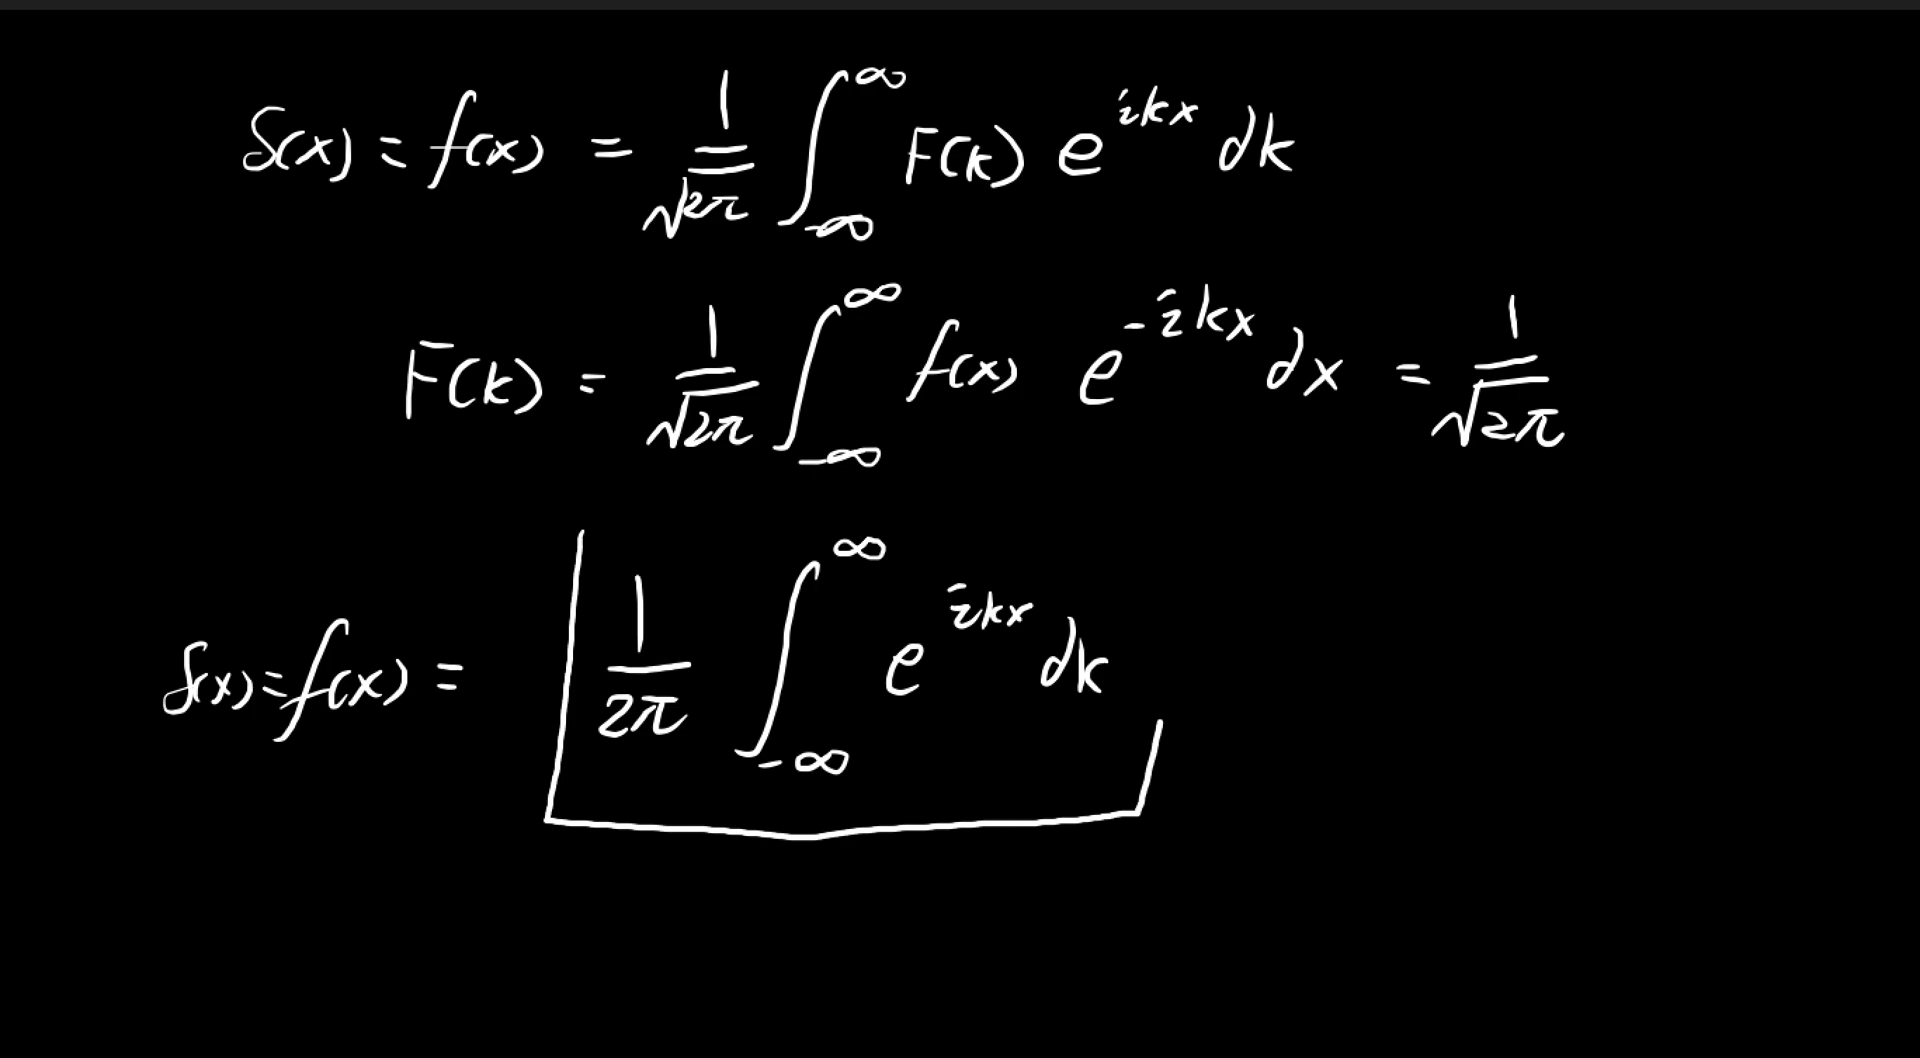 δ(x) = f(x) = 1/√2π ∫_{-∞}^{∞} F(k) e^{ikx} dk
F(k) = 1/√2π ∫_{-∞}^{∞} f(x) e^{-ikx} dx = 1/√2π
δ(x) = f(x) = 1/2π ∫_{-∞}^{∞} e^{ikx} dk